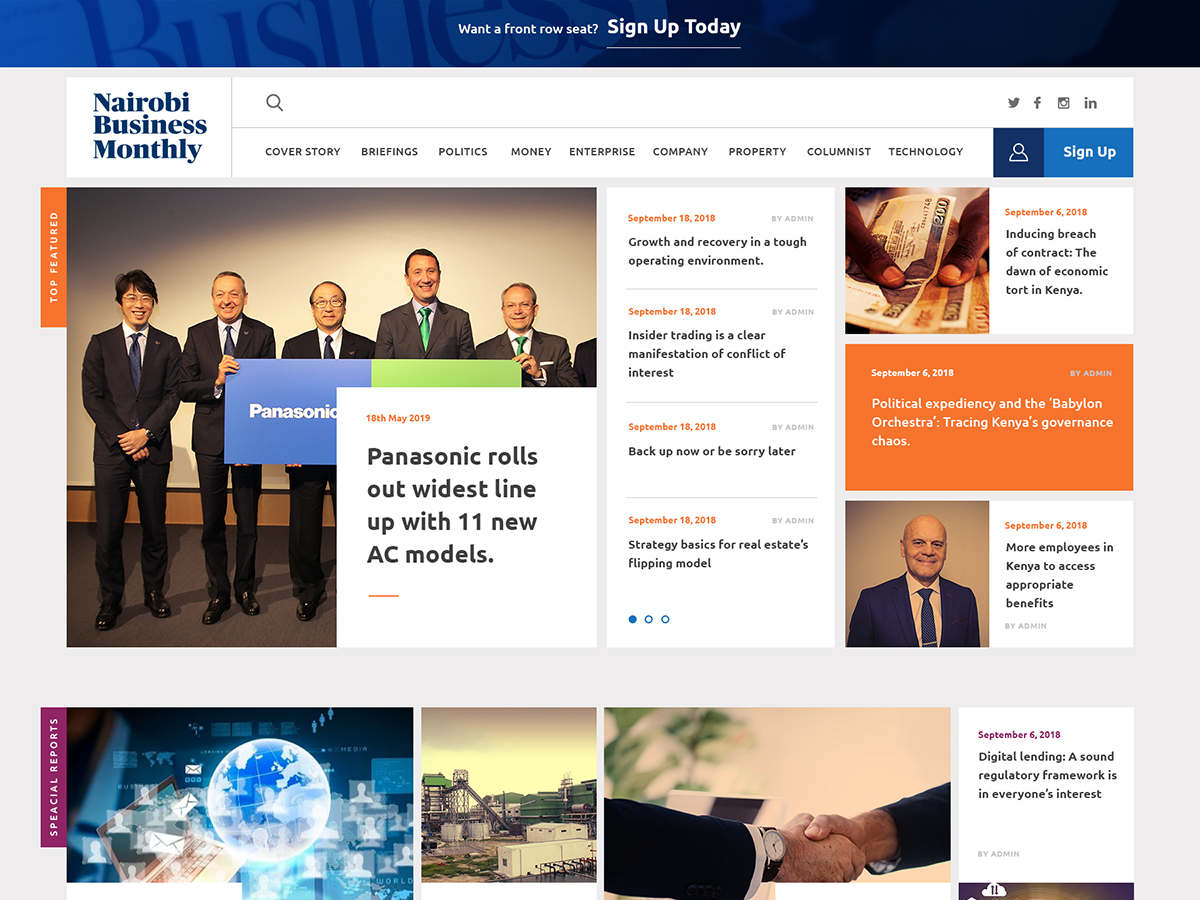 Business
Want a front row seat? Sign Up Today
Nairobi
Business
Monthly
COVER STORY BRIEFINGS POLITICS MONEY ENTERPRISE COMPANY PROPERTY COLUMNIST TECHNOLOGY
Sign Up
TOP FEATURED
Panasonic
18th May 2019
Panasonic rolls
out widest line
up with 11 new
AC models.
September 18, 2018 BY ADMIN
Growth and recovery in a tough
operating environment.
September 18, 2018 BY ADMIN
Insider trading is a clear
manifestation of conflict of
interest
September 18, 2018 BY ADMIN
Back up now or be sorry later
September 18, 2018 BY ADMIN
Strategy basics for real estate's
flipping model
200
September 6, 2018
Inducing breach
of contract: The
dawn of economic
tort in Kenya.
September 6, 2018 BY ADMIN
Political expediency and the 'Babylon
Orchestra': Tracing Kenya's governance
chaos.
September 6, 2018
More employees in
Kenya to access
appropriate
benefits
BY ADMIN
SPEACIAL REPORTS
MEDIA
WORLD
September 6, 2018
Digital lending: A sound
regulatory framework is
in everyone's interest
BY ADMIN